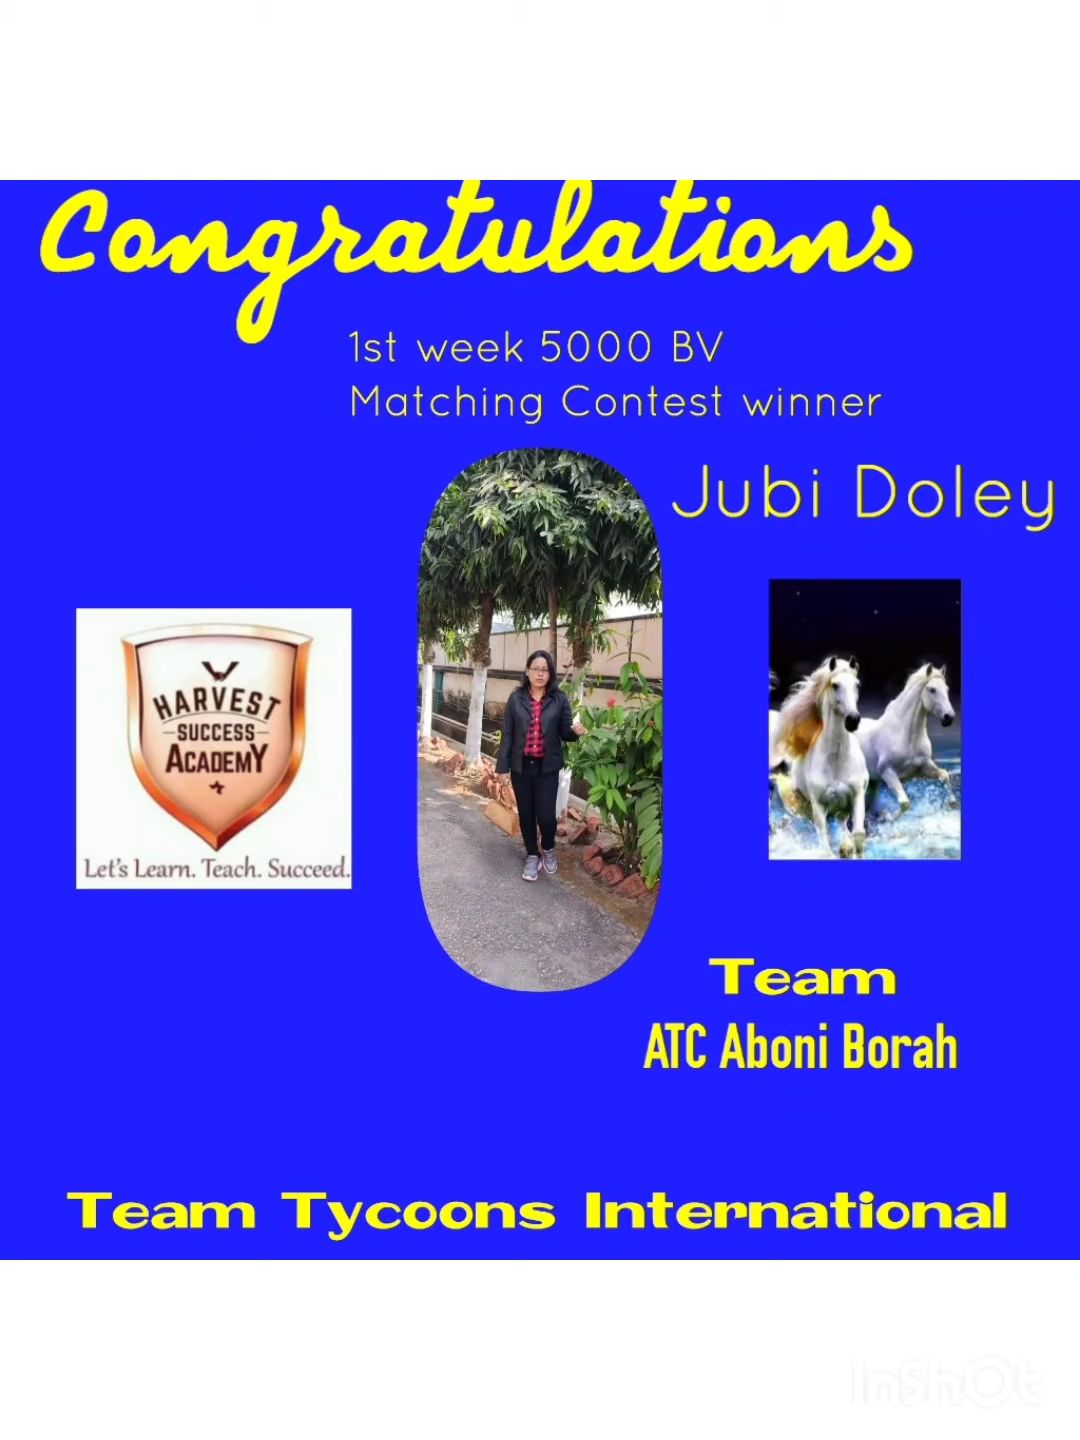 Congratulations
1st week 5000 BV
Matching Contest winner
Jubi Doley
HARVEST
SUCCESS
ACADEMY
Let's Learn. Teach. Succeed.
Team
ATC Aboni Borah
Team Tycoons International
InShOt